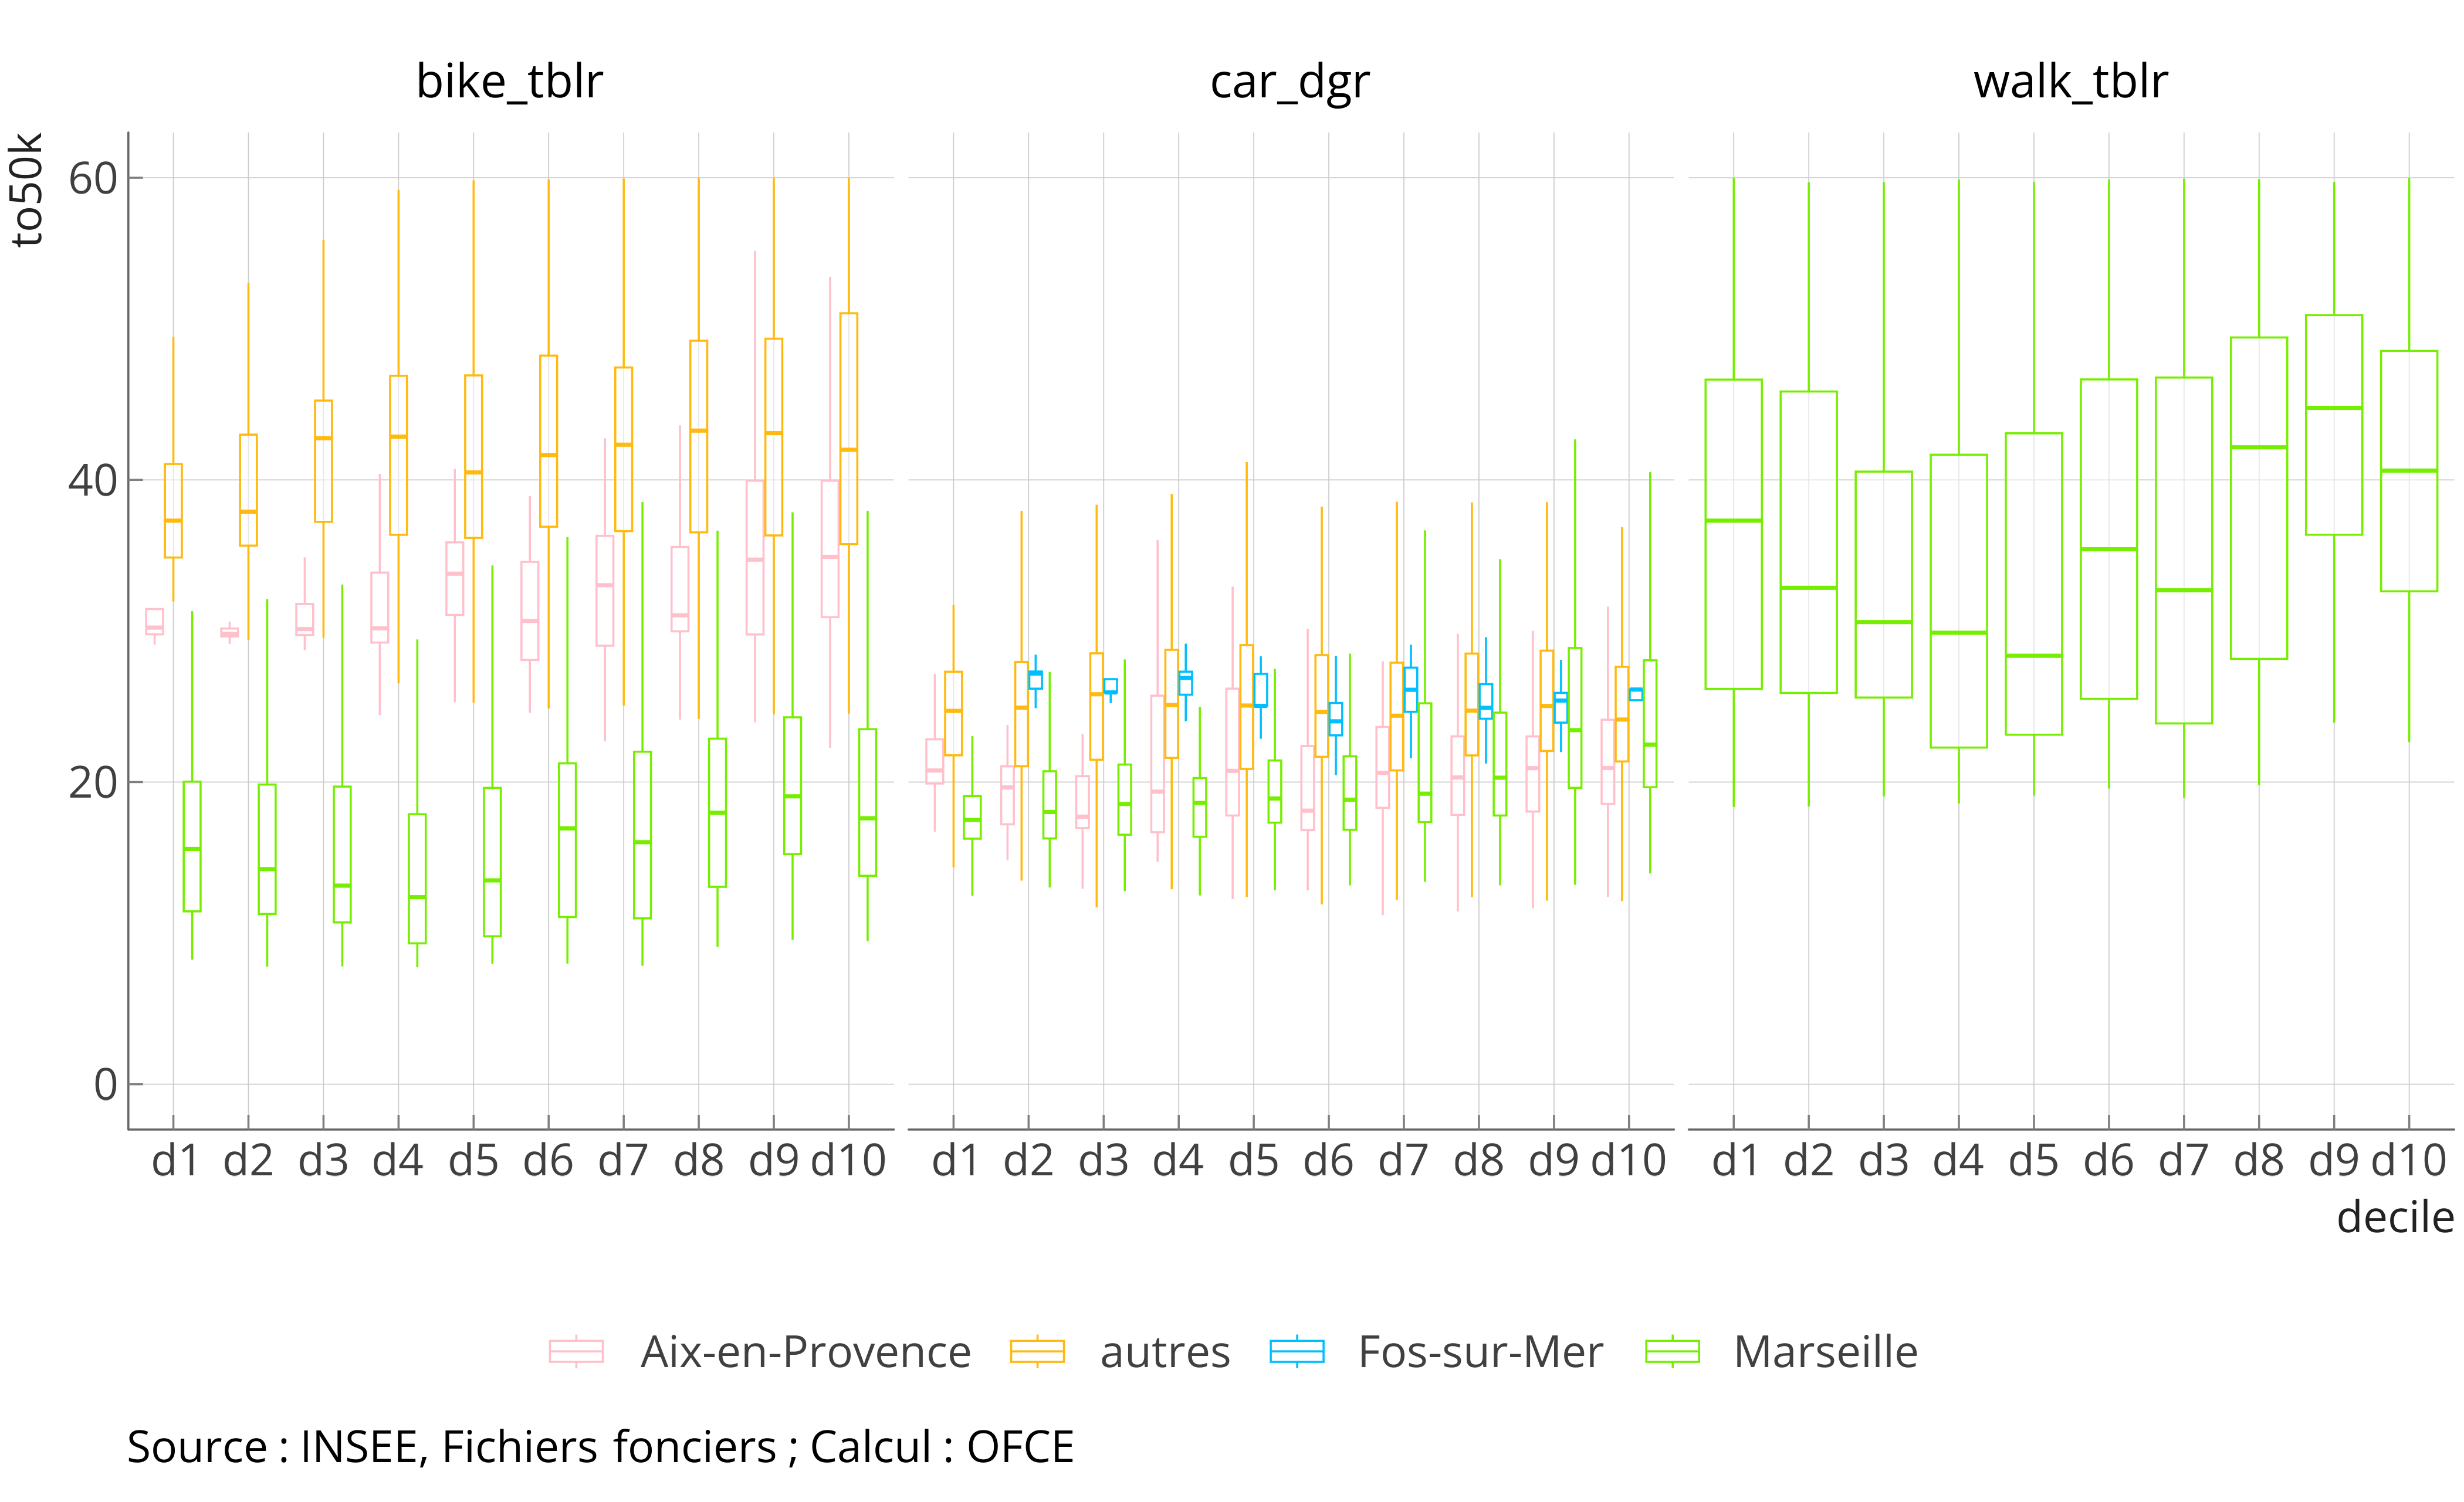 bike_tblr car_dgr walk_tblr
to50k
60
40
20
0
d1 d2 d3 d4 d5 d6 d7 d8 d9 d10 d1 d2 d3 d4 d5 d6 d7 d8 d9 d10 d1 d2 d3 d4 d5 d6 d7 d8 d9 d10
decile
Aix-en-Provence autres Fos-sur-Mer Marseille
Source : INSEE, Fichiers fonciers ; Calcul : OFCE